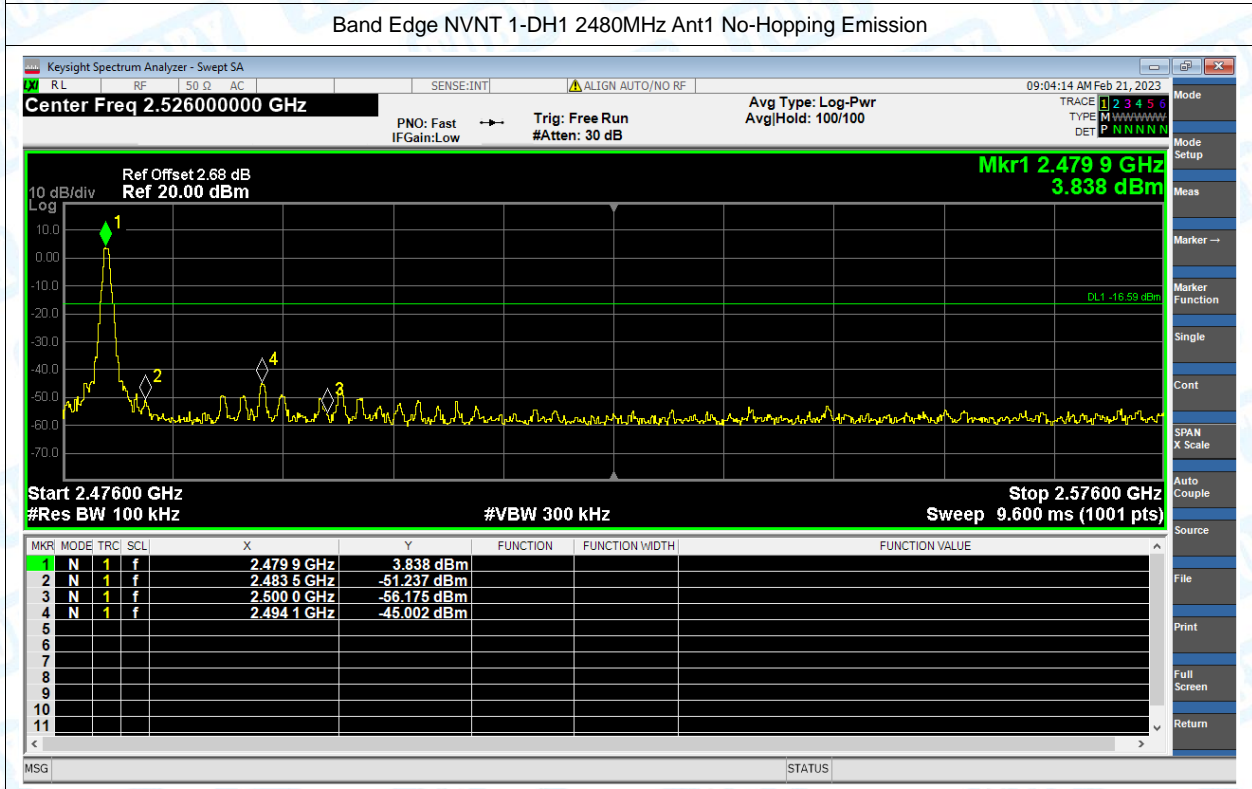 Band Edge NVNT 1-DH1 2480MHz Ant1 No-Hopping Emission
Keysight Spectrum Analyzer - Swept SA
LXI RL RF 50 Ω AC SENSE:INT ALIGN AUTO/NO RF 09:04:14 AM Feb 21, 2023
Center Freq 2.526000000 GHz
PNO: Fast
IFGain:Low
Trig: Free Run
#Atten: 30 dB
Avg Type: Log-Pwr
Avg|Hold: 100/100
TRACE 1 2 3 4 5 6
TYPE M WWWWW
DET P N N N N N
Mkr1 2.479 9 GHz
3.838 dBm
Ref Offset 2.68 dB
10 dB/div Ref 20.00 dBm
Log
10.0
0.00
-10.0
-20.0
-30.0
-40.0
-50.0
-60.0
-70.0
1
2
4
3
DL1 -16.59 dBm
Start 2.47600 GHz Stop 2.57600 GHz
#Res BW 100 kHz #VBW 300 kHz Sweep 9.600 ms (1001 pts)
MKR MODE TRC SCL X Y FUNCTION FUNCTION WIDTH FUNCTION VALUE
1 N 1 f 2.479 9 GHz 3.838 dBm
2 N 1 f 2.483 5 GHz -51.237 dBm
3 N 1 f 2.500 0 GHz -56.175 dBm
4 N 1 f 2.494 1 GHz -45.002 dBm
5
6
7
8
9
10
11
MSG STATUS
Mode
Mode Setup
Meas
Marker →
Marker Function
Single
Cont
SPAN X Scale
Auto Couple
Source
File
Print
Full Screen
Return